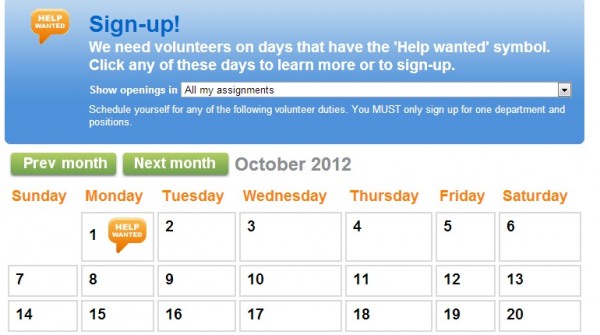 HELP
WANTED
Sign-up!
We need volunteers on days that have the 'Help wanted' symbol.
Click any of these days to learn more or to sign-up.
Show openings in All my assignments
Schedule yourself for any of the following volunteer duties. You MUST only sign up for one department and
positions.
Prev month Next month October 2012
Sunday Monday Tuesday Wednesday Thursday Friday Saturday
1 HELP WANTED 2 3 4 5 6
7 8 9 10 11 12 13
14 15 16 17 18 19 20